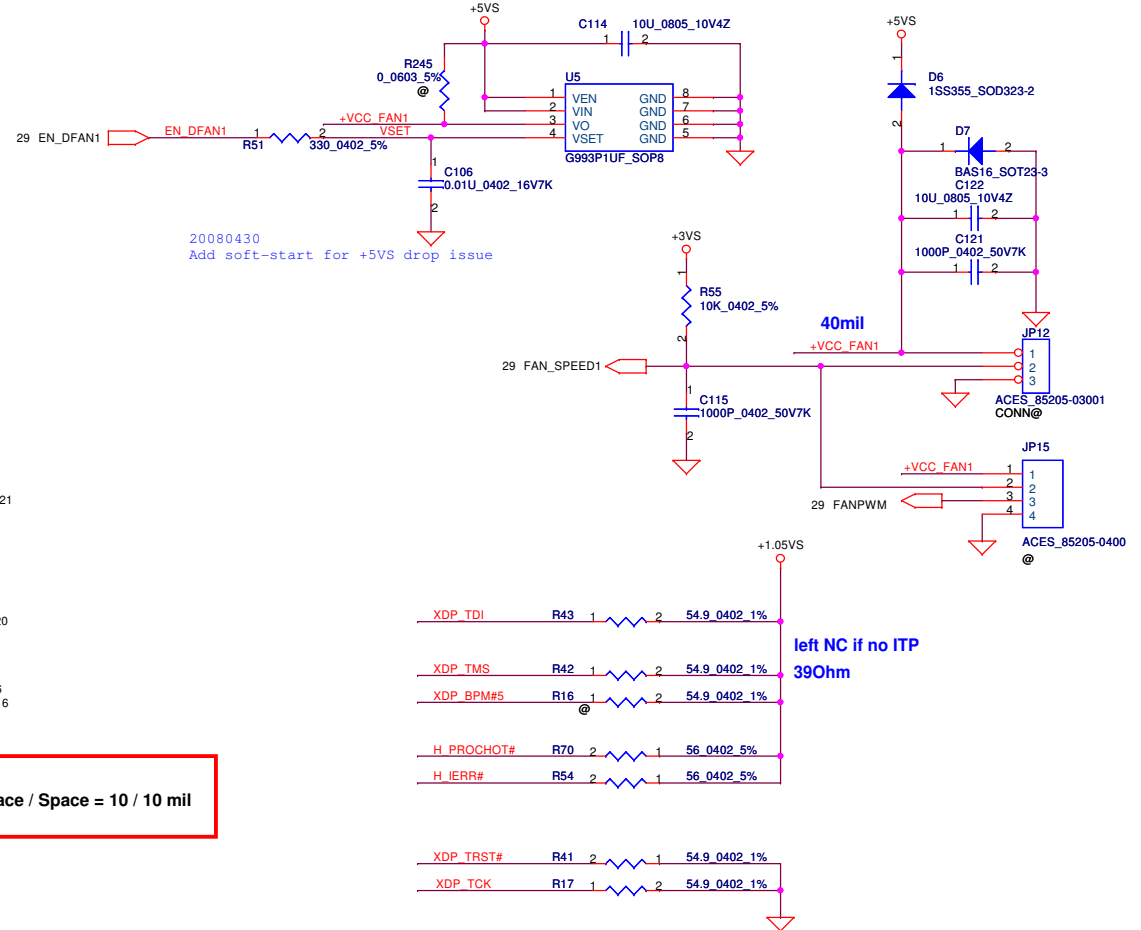 +5VS
C114 10U_0805_10V4Z
1 2
R245
0_0603_5%
@
U5
1 VEN GND 8
2 VIN GND 7
3 VO GND 6
4 VSET GND 5
G993P1UF_SOP8
+VCC_FAN1
29 EN_DFAN1 EN_DFAN1 1 2 VSET
R51 330_0402_5%
1
C106
0.01U_0402_16V7K
2
20080430
Add soft-start for +5VS drop issue
+5VS
1
D6
1SS355_SOD323-2
2
D7
1 2
BAS16_SOT23-3
C122
10U_0805_10V4Z
1 2
C121
1000P_0402_50V7K
1 2
+3VS
1
R55
10K_0402_5%
2
40mil
+VCC_FAN1
29 FAN_SPEED1
JP12
1
2
3
ACES_85205-03001
CONN@
1
C115
1000P_0402_50V7K
2
JP15
+VCC_FAN1 1 1
2 2
29 FANPWM 3 3
4 4
ACES_85205-0400
@
21
20
6
+1.05VS
XDP_TDI R43 1 2 54.9_0402_1%
left NC if no ITP
XDP_TMS R42 1 2 54.9_0402_1%
39Ohm
XDP_BPM#5 R16 1 2 54.9_0402_1%
@
H_PROCHOT# R70 2 1 56_0402_5%
H_IERR# R54 2 1 56_0402_5%
ace / Space = 10 / 10 mil
XDP_TRST# R41 2 1 54.9_0402_1%
XDP_TCK R17 1 2 54.9_0402_1%